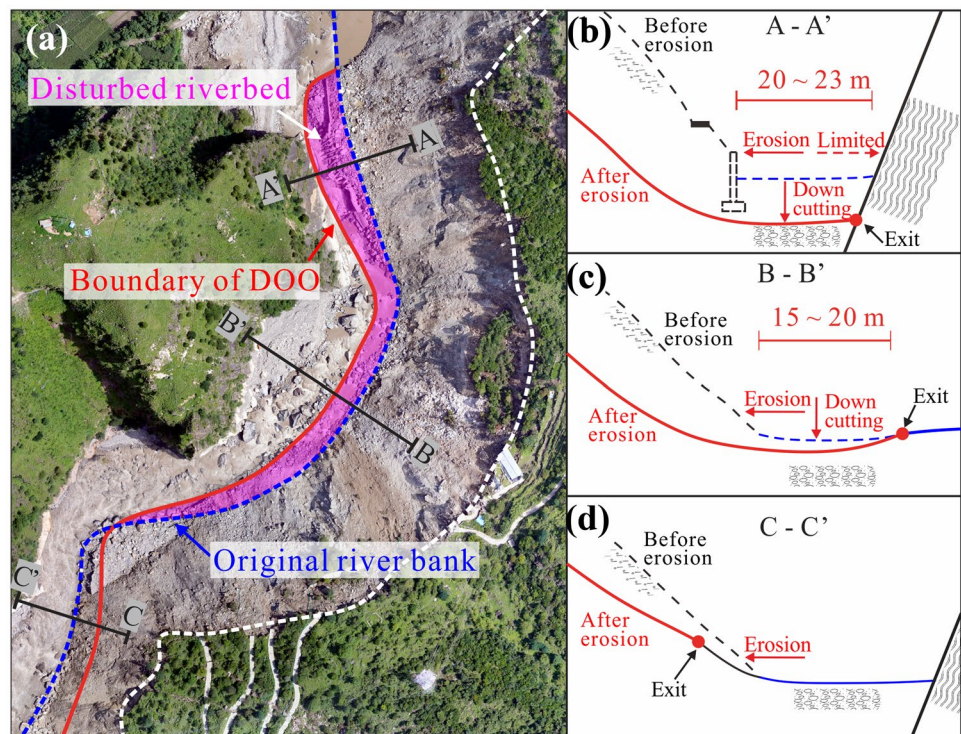 (a)
Disturbed riverbed
A
A'
Boundary of DOO
B'
B
Original river bank
C'
C
(b)
A - A'
Before
erosion
20 ~ 23 m
Erosion
Limited
After
erosion
Down
cutting
Exit
(c)
B - B'
Before
erosion
15 ~ 20 m
Erosion
Down
cutting
Exit
After
erosion
(d)
C - C'
Before
erosion
After
erosion
Erosion
Exit